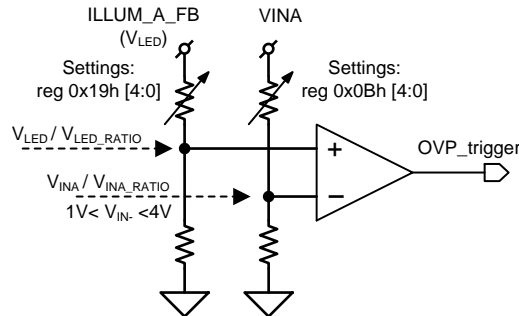 ILLUM_A_FB
(VLED)
VINA
Settings:
reg 0x19h [4:0]
Settings:
reg 0x0Bh [4:0]
VLED / VLED_RATIO
+
OVP_trigger
VINA / VINA_RATIO
−
1V< VIN- <4V